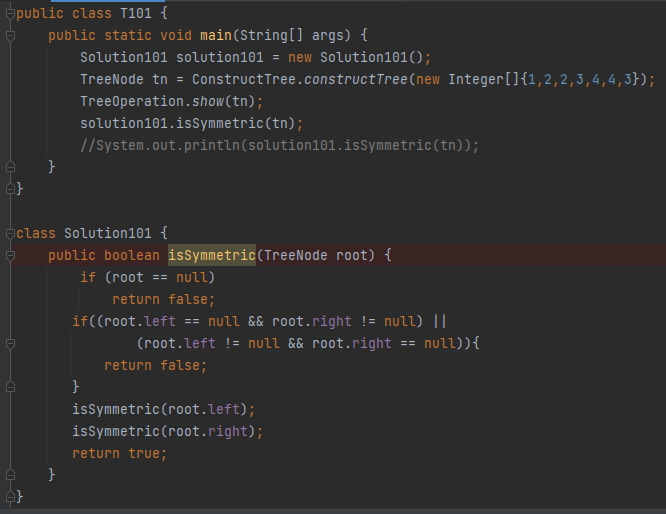 public class T101 {
    public static void main(String[] args) {
        Solution101 solution101 = new Solution101();
        TreeNode tn = ConstructTree.constructTree(new Integer[]{1,2,2,3,4,4,3});
        TreeOperation.show(tn);
        solution101.isSymmetric(tn);
        //System.out.println(solution101.isSymmetric(tn));
    }
}
class Solution101 {
    public boolean isSymmetric(TreeNode root) {
        if (root == null)
            return false;
       if((root.left == null && root.right != null) ||
               (root.left != null && root.right == null)){
           return false;
       }
       isSymmetric(root.left);
       isSymmetric(root.right);
       return true;
    }
}